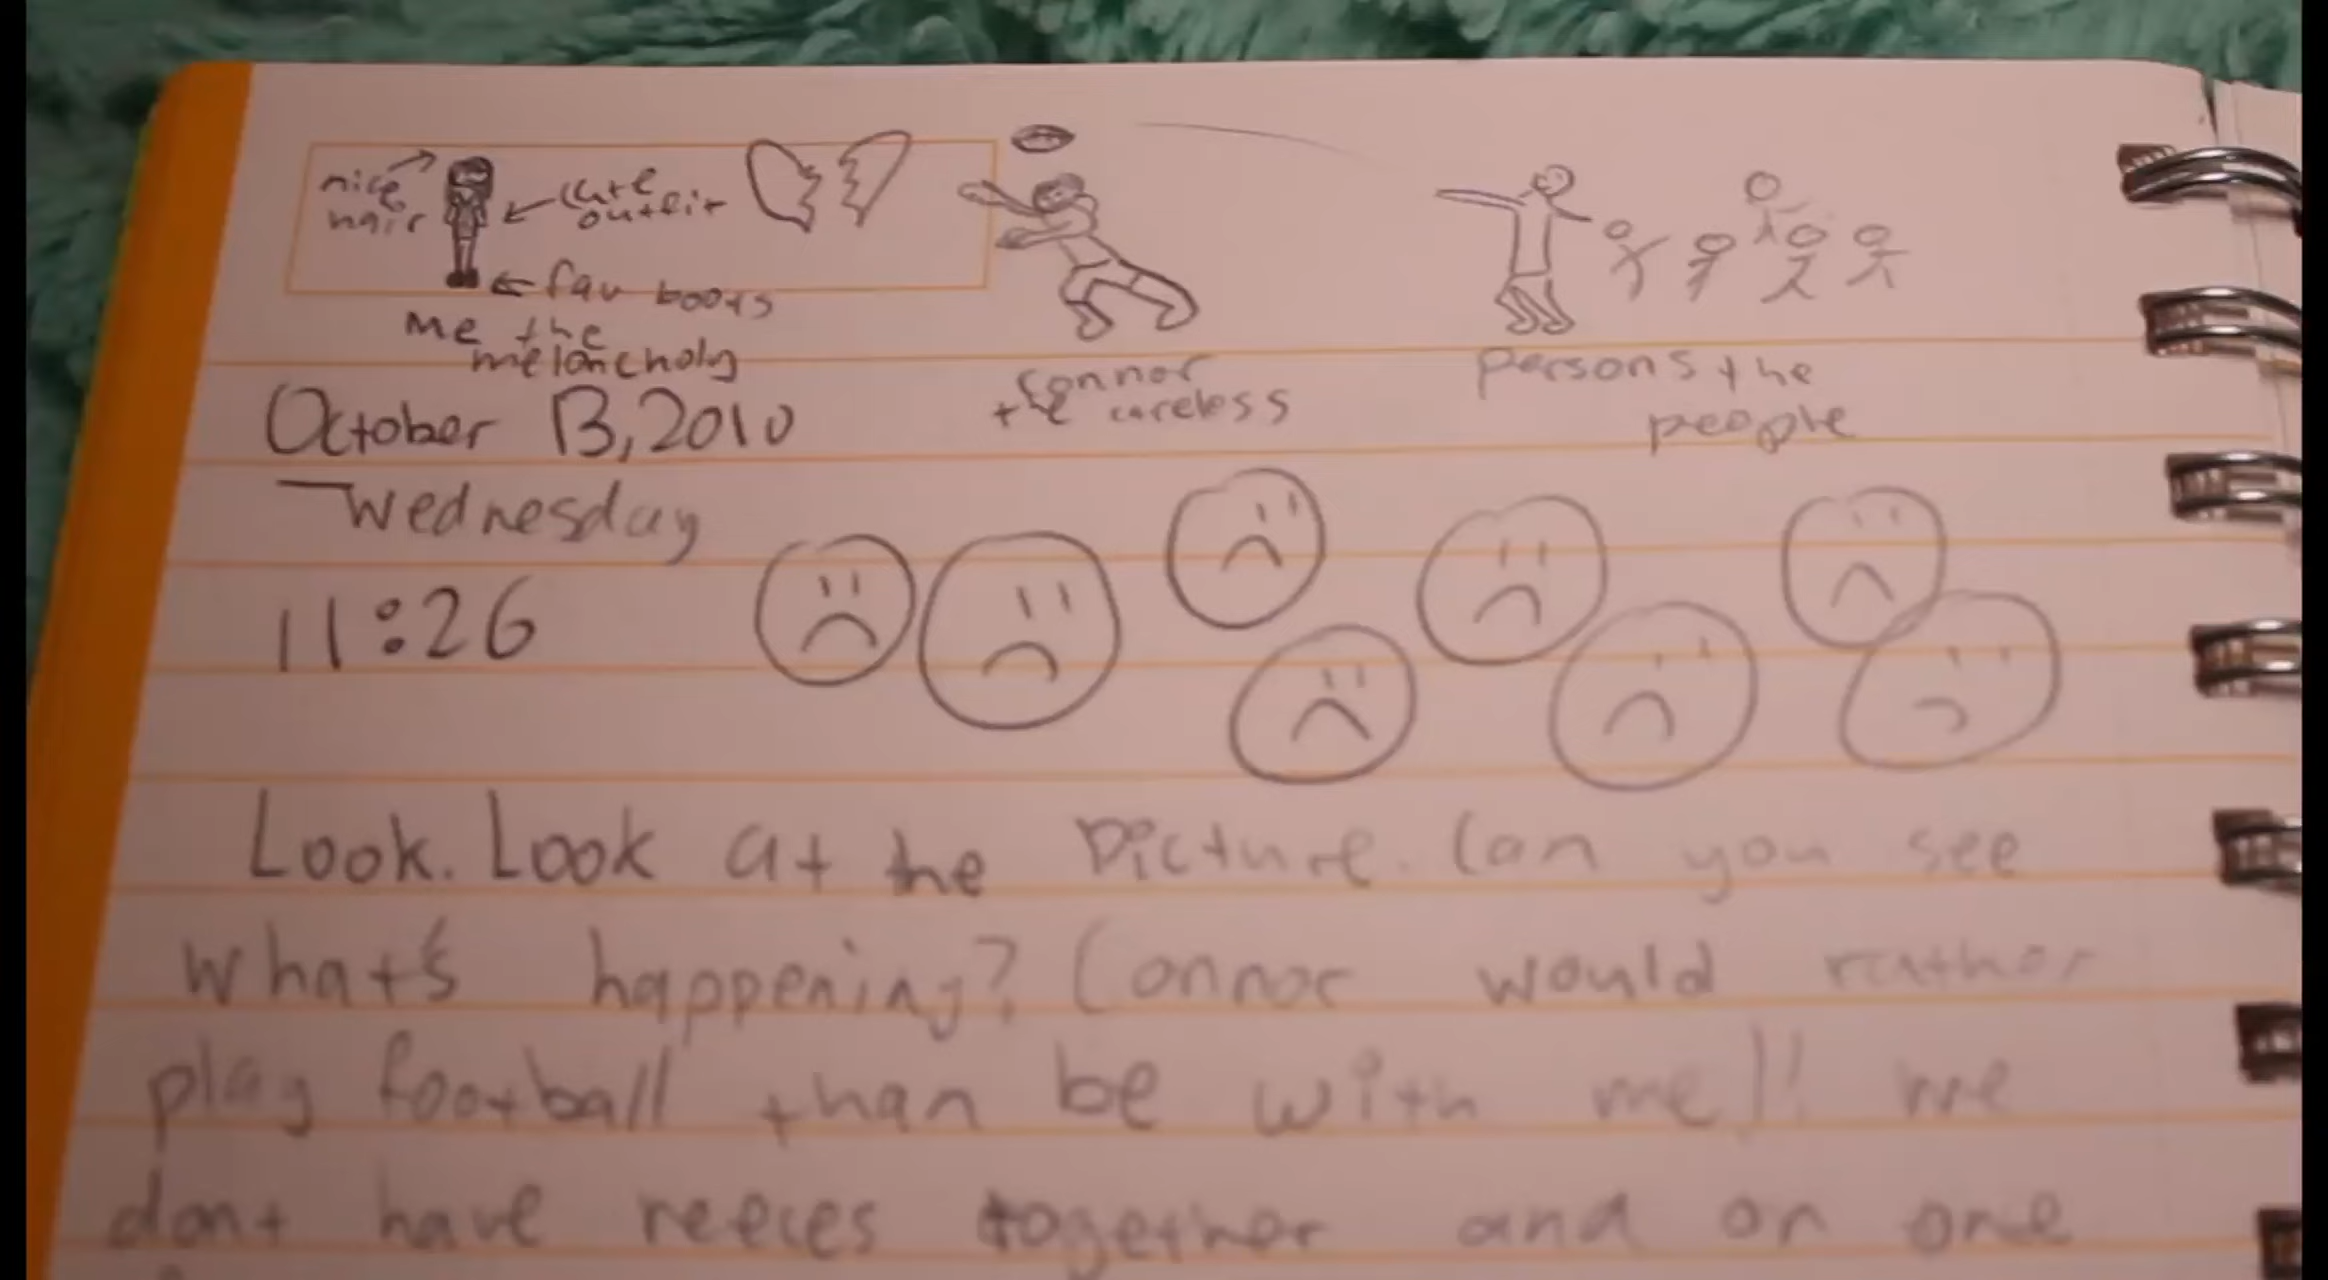 nice
hair
cute
outfit
fav boots
me the
melancholy
Connor
the careless
persons the
people
October 13, 2010
Wednesday
11:26
Look. Look at the picture. Can you see
what's happening? Connor would rather
play football than be with me!! we
dont have reeces together and on one